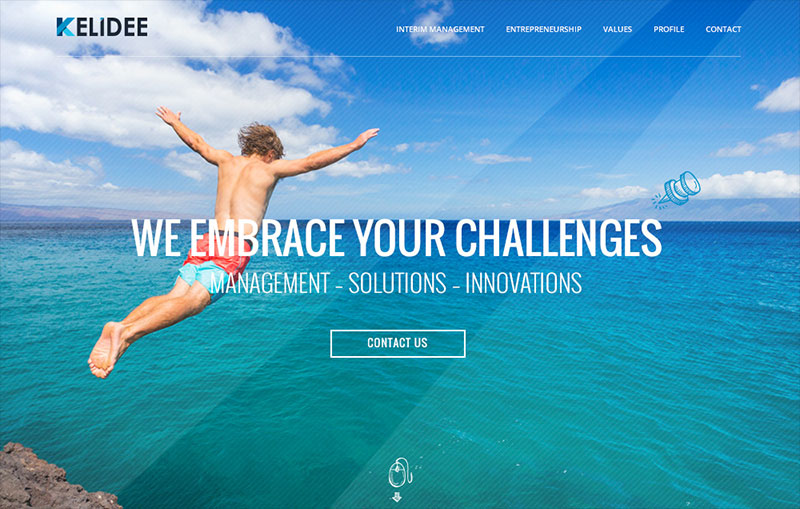 KELIDEE
INTERIM MANAGEMENT ENTREPRENEURSHIP VALUES PROFILE CONTACT
WE EMBRACE YOUR CHALLENGES
MANAGEMENT – SOLUTIONS – INNOVATIONS
CONTACT US